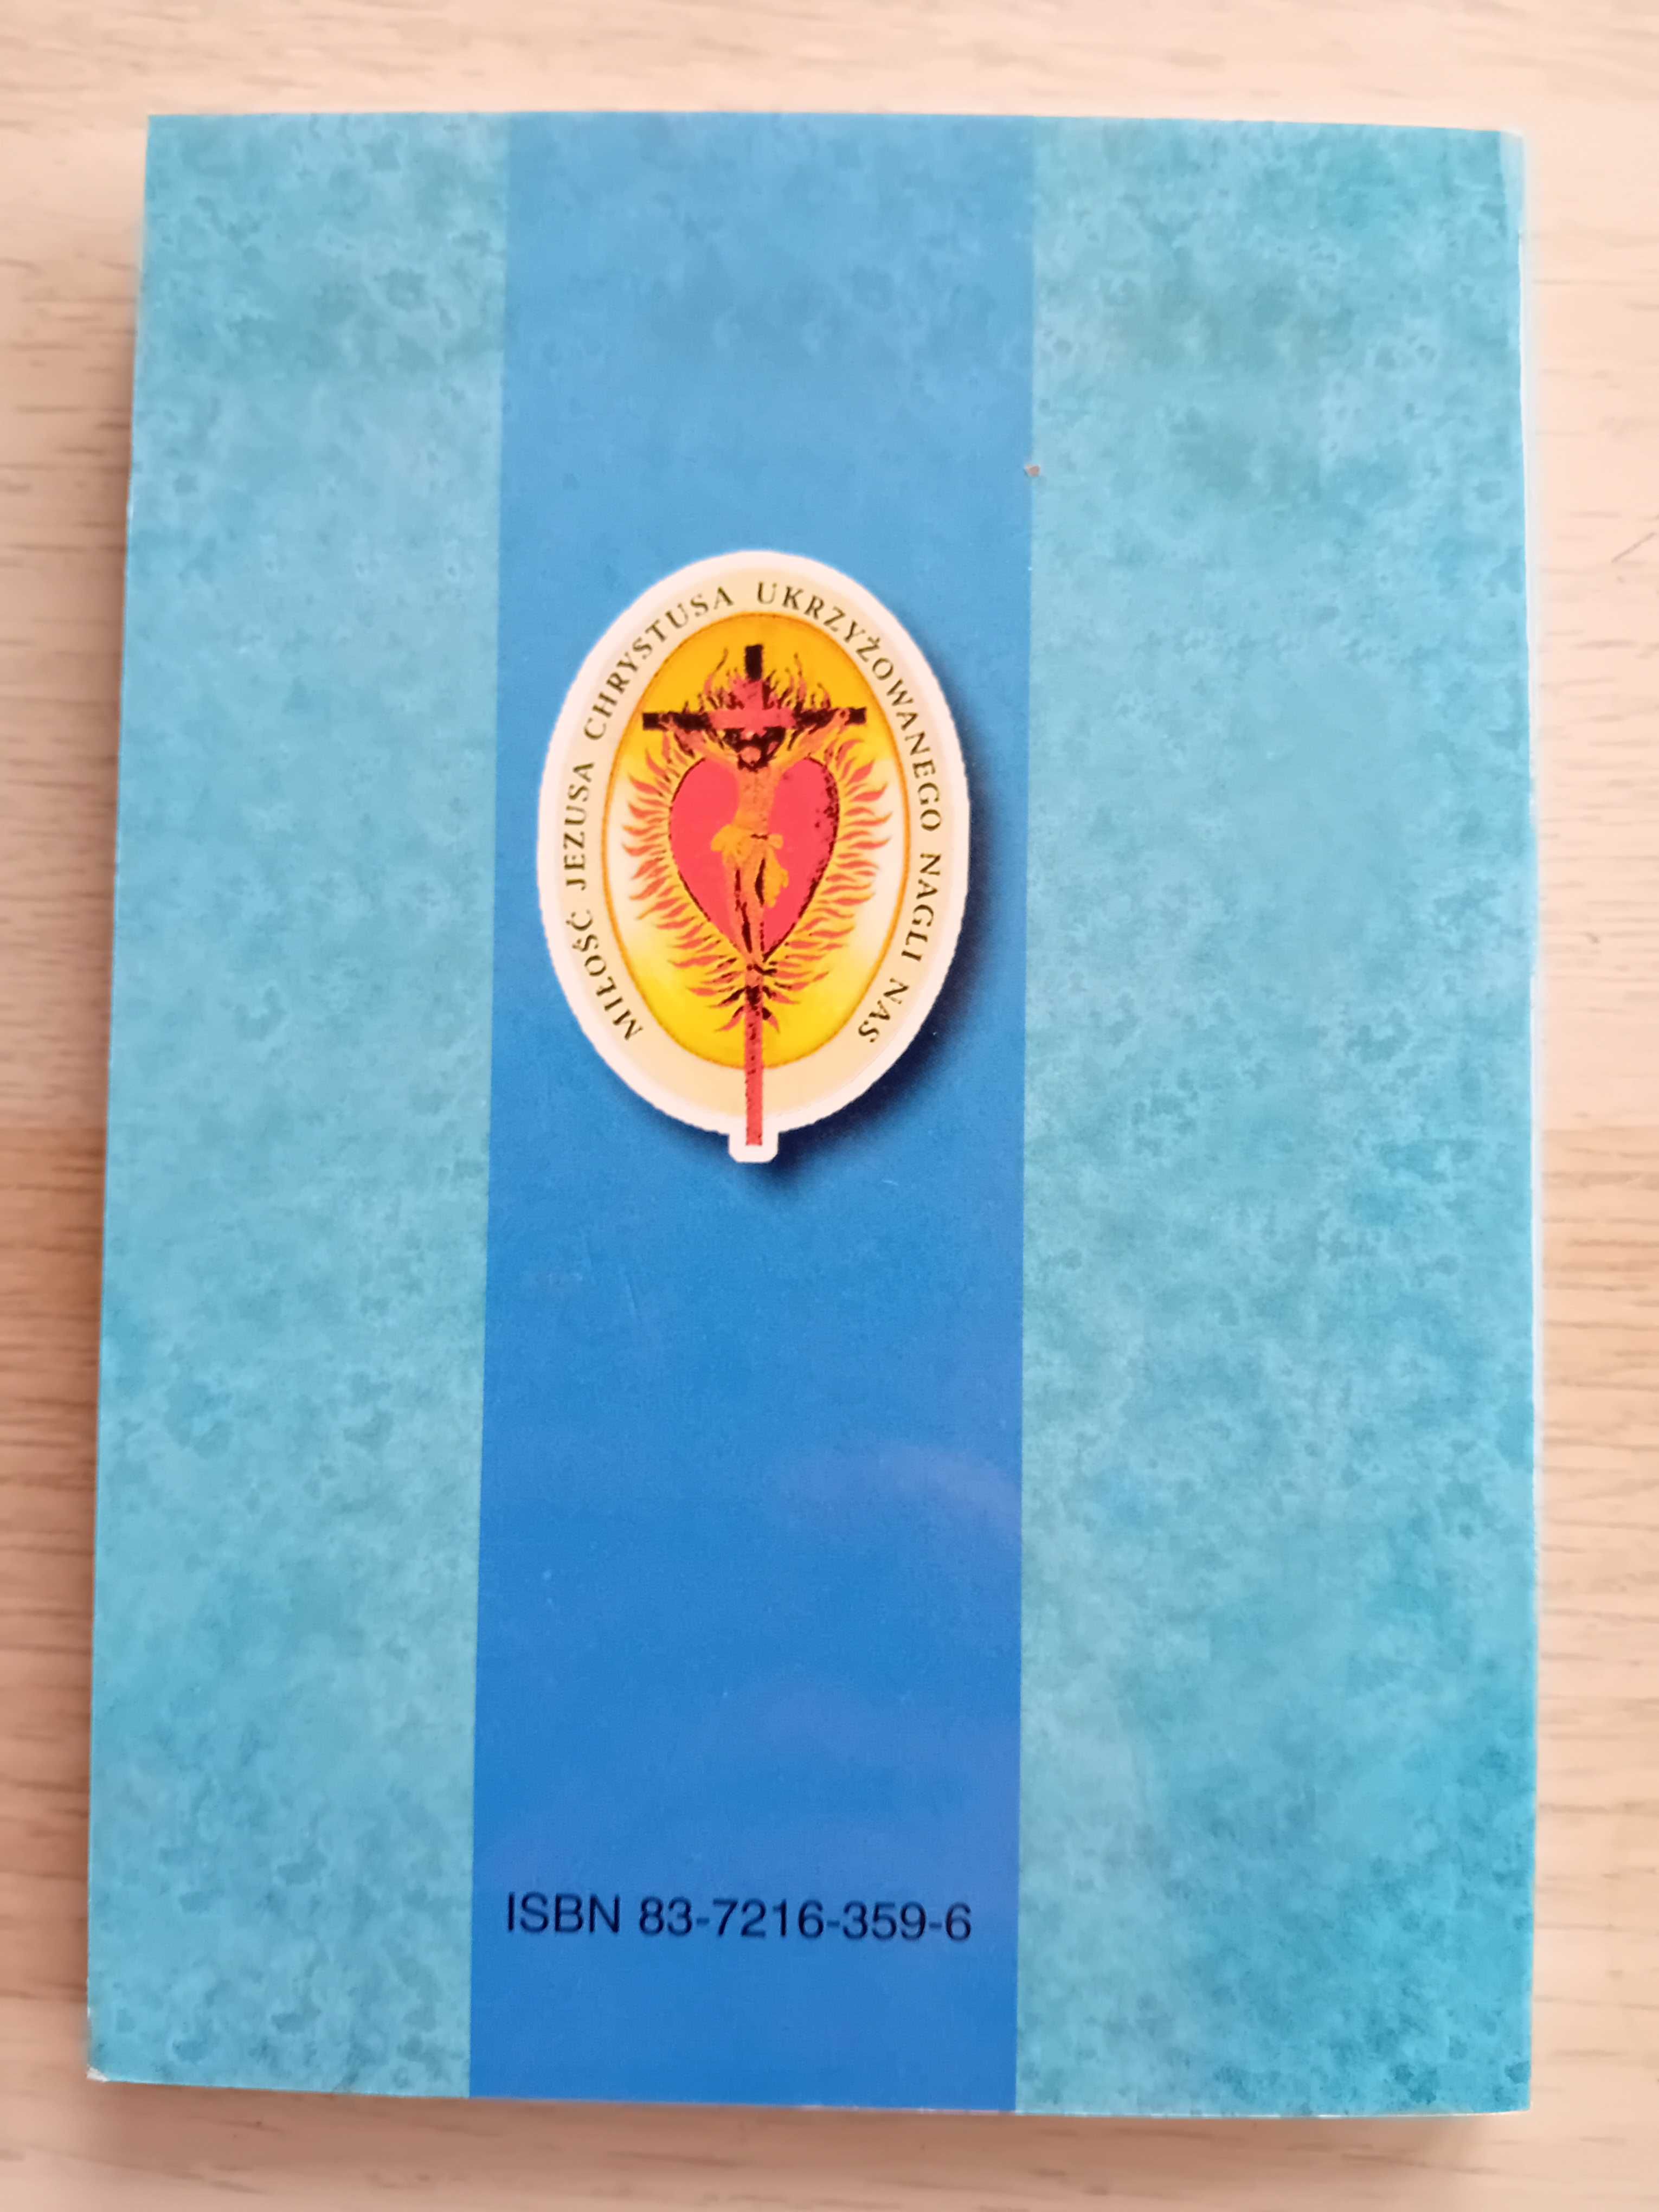 MIŁOŚĆ JEZUSA CHRYSTUSA UKRZYŻOWANEGO NAGLI NAS
ISBN 83-7216-359-6